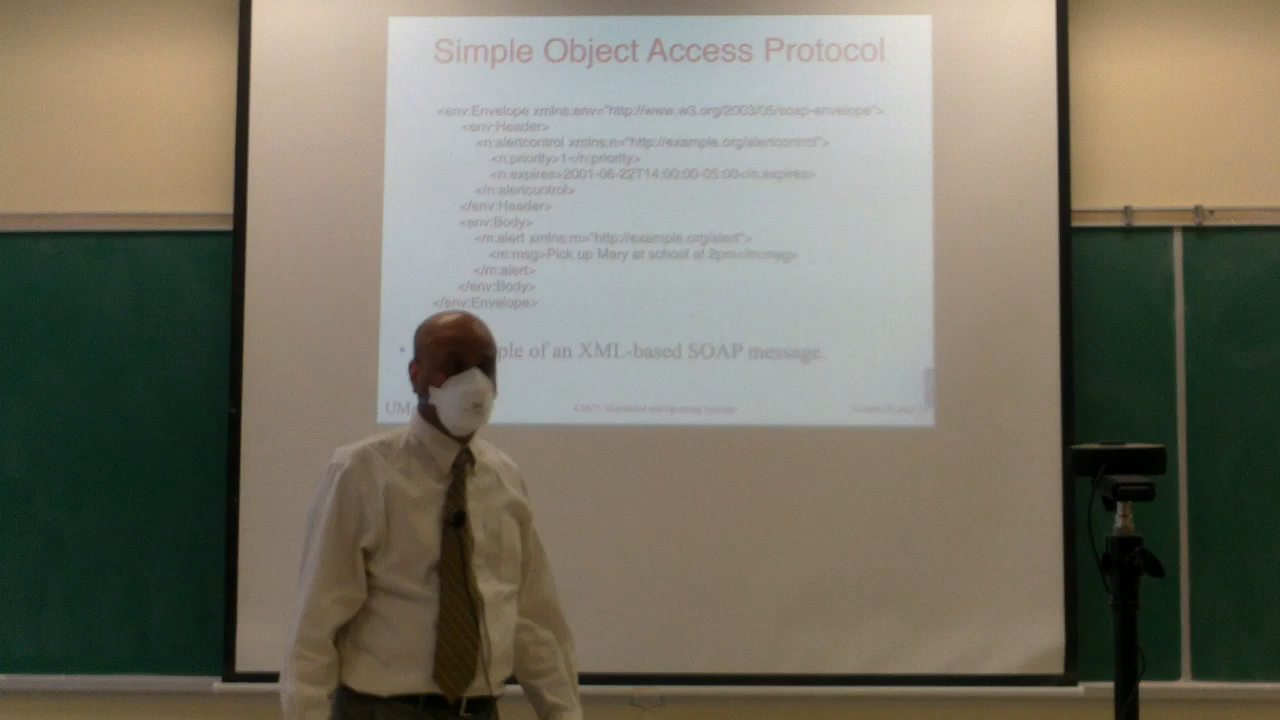 Simple Object Access Protocol
<env:Envelope xmlns:env="http://www.w3.org/2003/05/soap-envelope">
<env:Header>
<n:alertcontrol xmlns:n="http://example.org/alertcontrol">
<n:priority>1</n:priority>
<n:expires>2001-06-22T14:00:00-05:00</n:expires>
</n:alertcontrol>
</env:Header>
<env:Body>
<m:alert xmlns:m="http://example.org/alert">
<m:msg>Pick up Mary at school at 2pm</m:msg>
</m:alert>
</env:Body>
</env:Envelope>
• of an XML-based SOAP message.